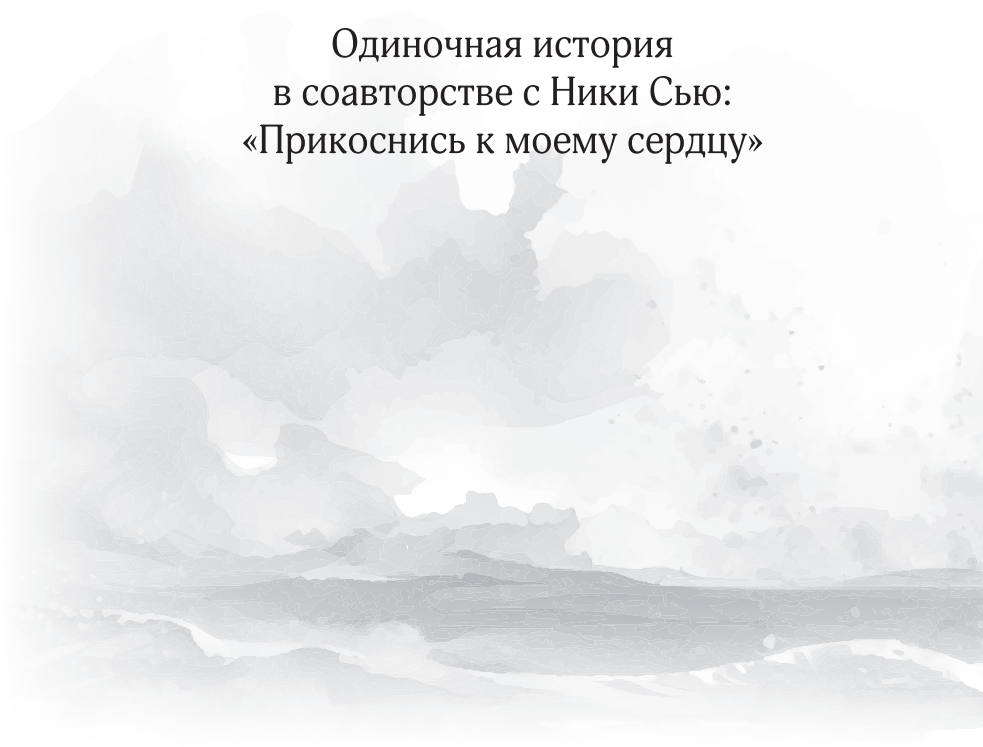 Одиночная история
в соавторстве с Ники Сью:
«Прикоснись к моему сердцу»